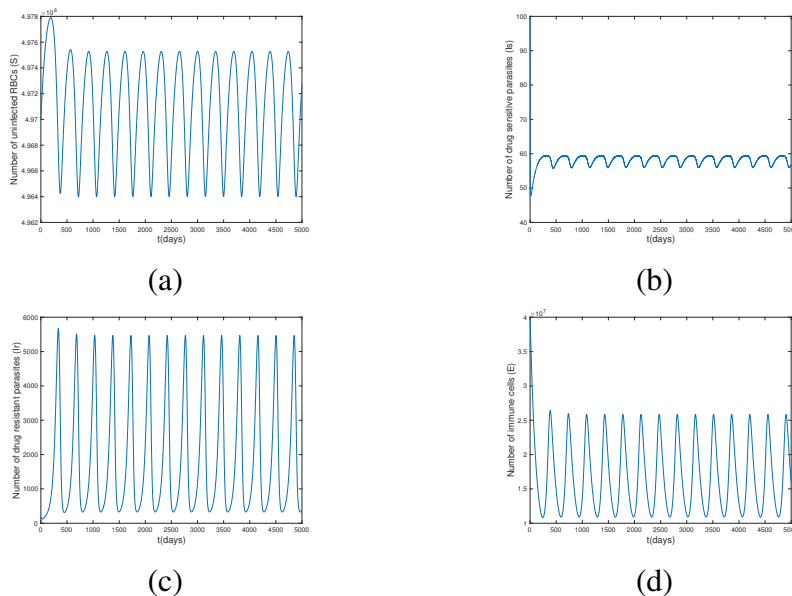 ×10⁶
4.978
4.976
4.974
4.972
4.97
4.968
4.966
4.964
4.962
Number of uninfected RBCs (S)
0 500 1000 1500 2000 2500 3000 3500 4000 4500 5000
t(days)
(a)
100
90
80
70
60
50
40
Number of drug sensitive parasites (Is)
0 500 1000 1500 2000 2500 3000 3500 4000 4500 5000
t(days)
(b)
6000
5000
4000
3000
2000
1000
0
Number of drug resistant parasites (Ir)
0 500 1000 1500 2000 2500 3000 3500 4000 4500 5000
t(days)
(c)
×10⁷
4
3.5
3
2.5
2
1.5
1
Number of immune cells (E)
0 500 1000 1500 2000 2500 3000 3500 4000 4500 5000
t(days)
(d)